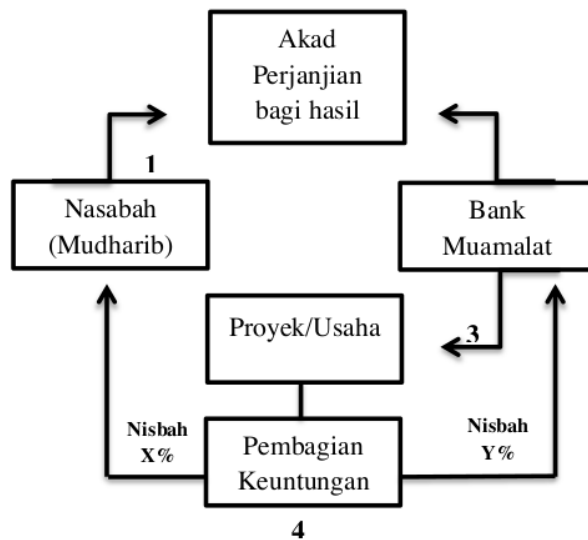 Akad
Perjanjian
bagi hasil
1
Nasabah
(Mudharib)
Bank
Muamalat
Proyek/Usaha
3
Nisbah
X%
Pembagian
Keuntungan
Nisbah
Y%
4